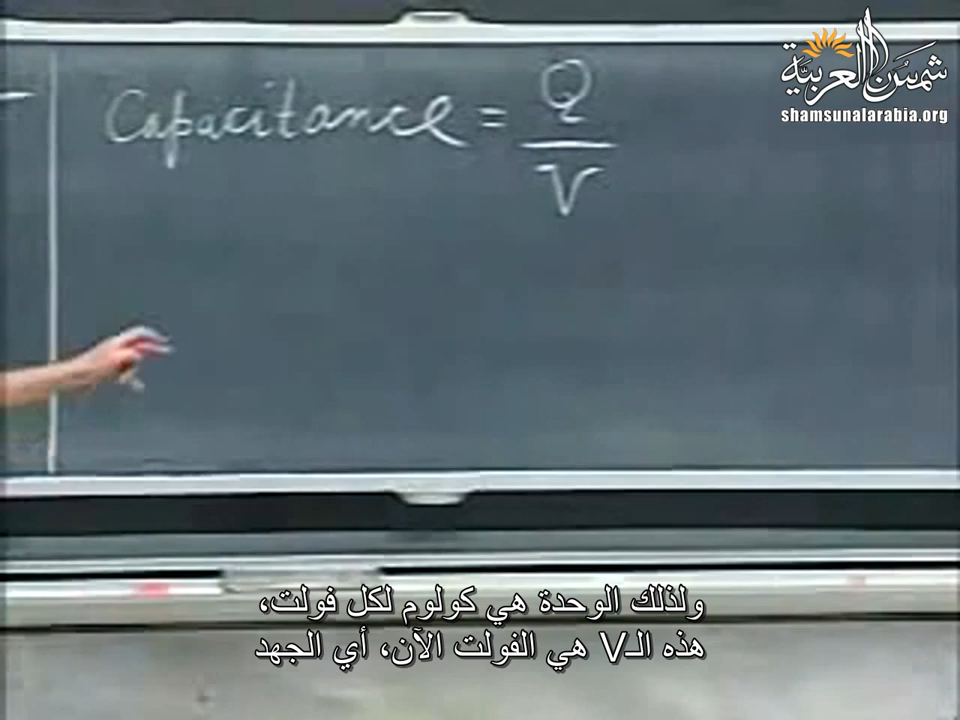 شمس العربية
shamsunalarabia.org
Capacitance = Q / V
ولذلك الوحدة هي كولوم لكل فولت،
هذه الـV هي الفولت الآن، أي الجهد